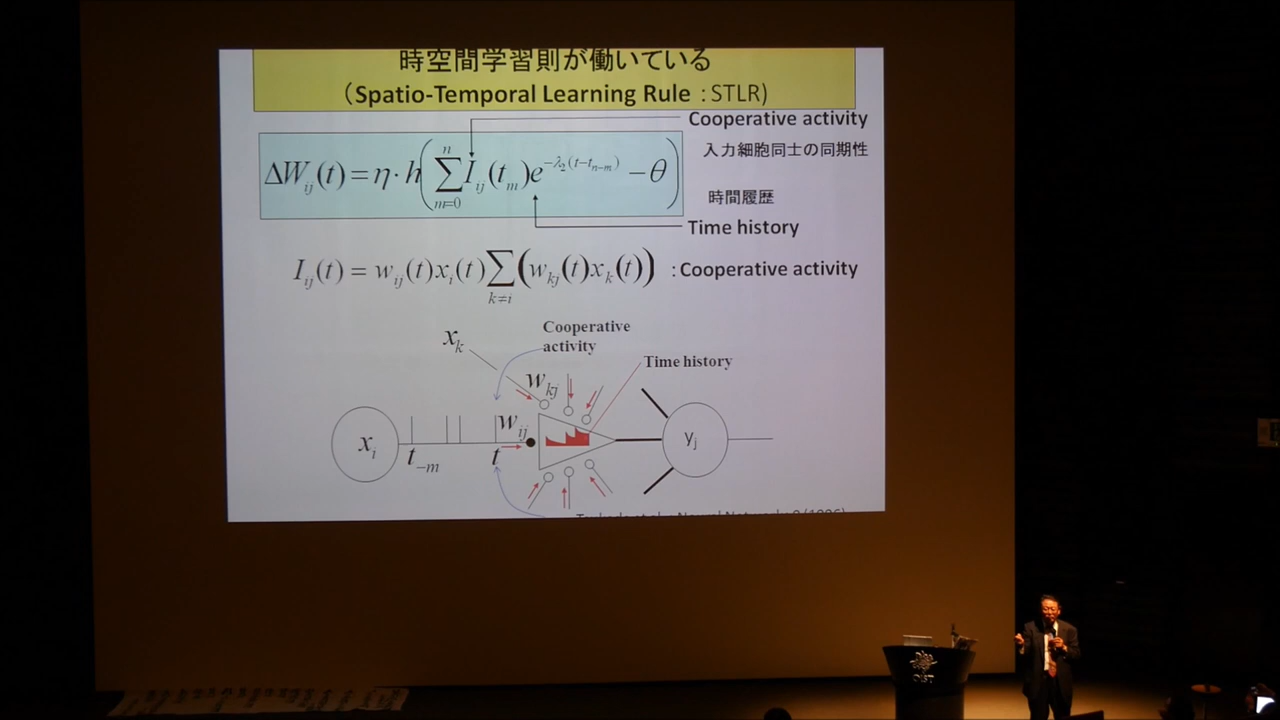 時空間学習則が働いている
（Spatio-Temporal Learning Rule : STLR)
Cooperative activity
入力細胞同士の同期性
ΔW_ij(t) = η · h( Σ_{m=0}^{n} I_ij(t_m) e^{-λ_2(t-t_{n-m})} - θ )
時間履歴
Time history
I_ij(t) = w_ij(t) x_i(t) Σ_{k≠i} (w_kj(t) x_k(t)) : Cooperative activity
Cooperative
activity
x_k
Time history
w_kj
w_ij
x_i
y_j
t_{-m}
t
OIST